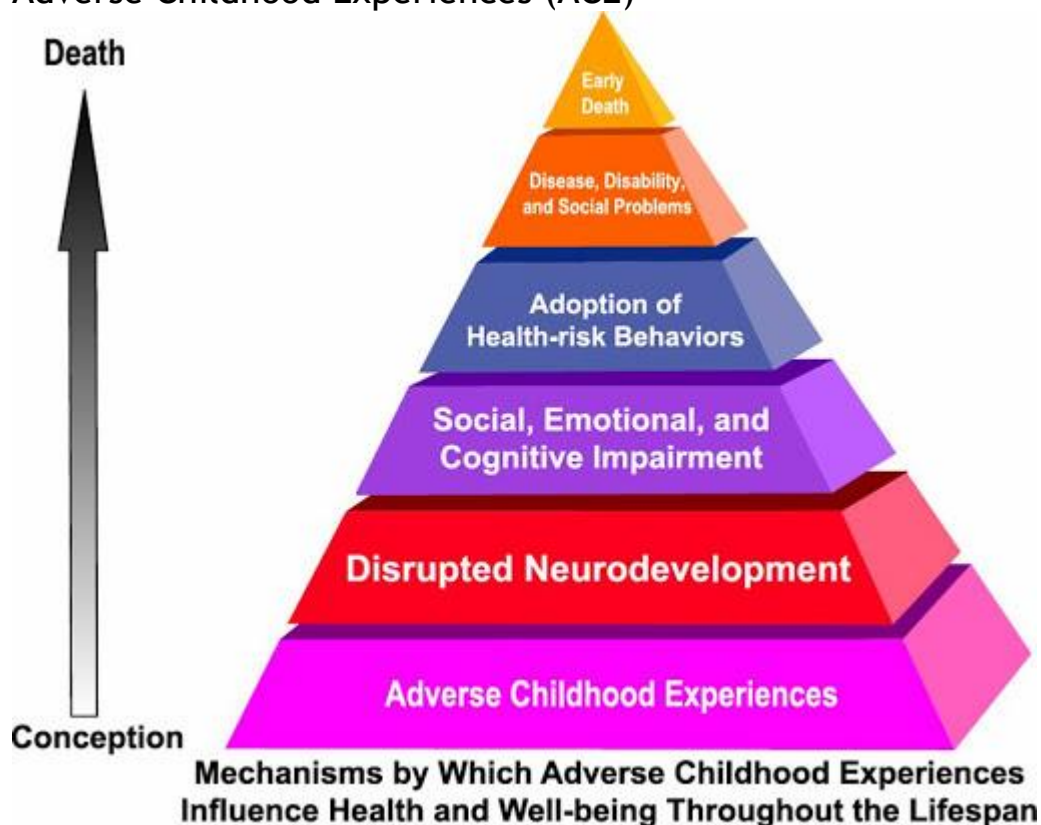 Adverse Childhood Experiences (ACE)
Death
Early
Death
Disease, Disability,
and Social Problems
Adoption of
Health-risk Behaviors
Social, Emotional, and
Cognitive Impairment
Disrupted Neurodevelopment
Adverse Childhood Experiences
Conception
Mechanisms by Which Adverse Childhood Experiences
Influence Health and Well-being Throughout the Lifespan